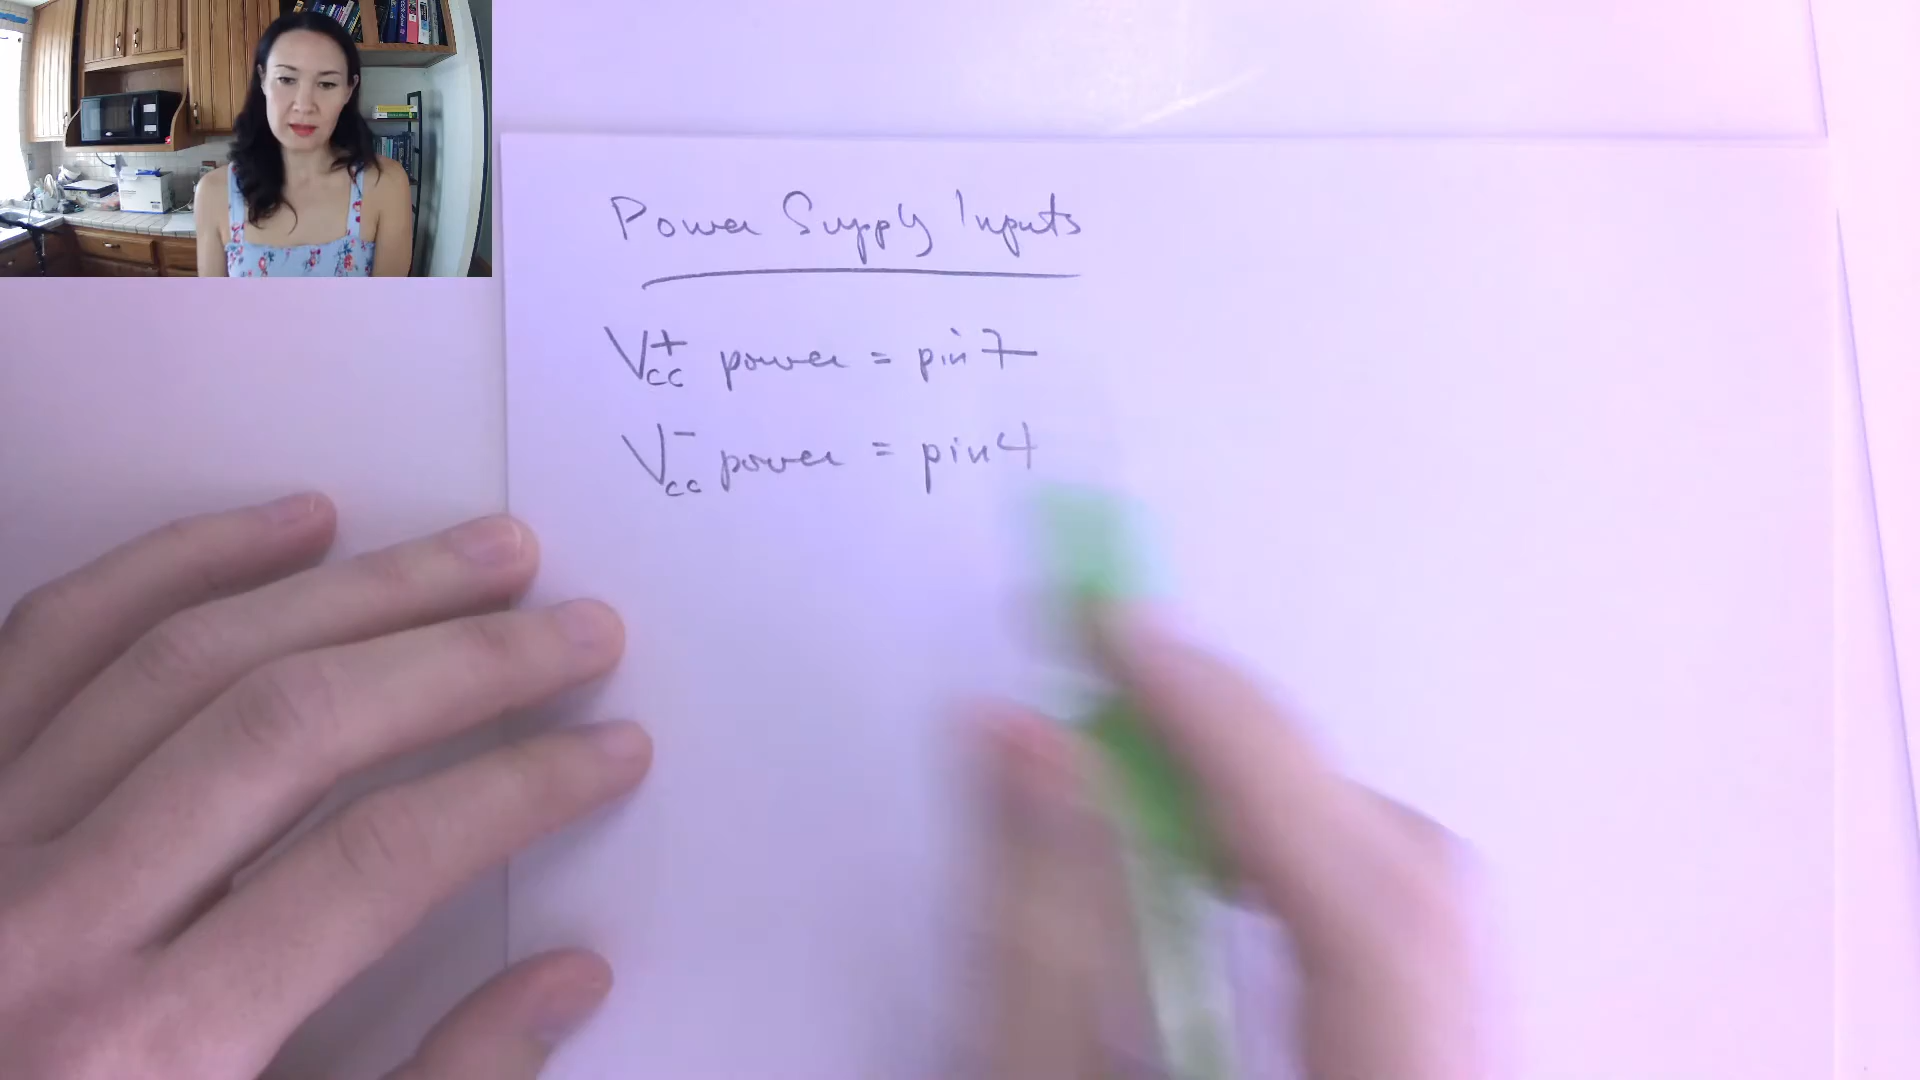 Power Supply Inputs
V⁺cc power = pin 7
V⁻cc power = pin 4